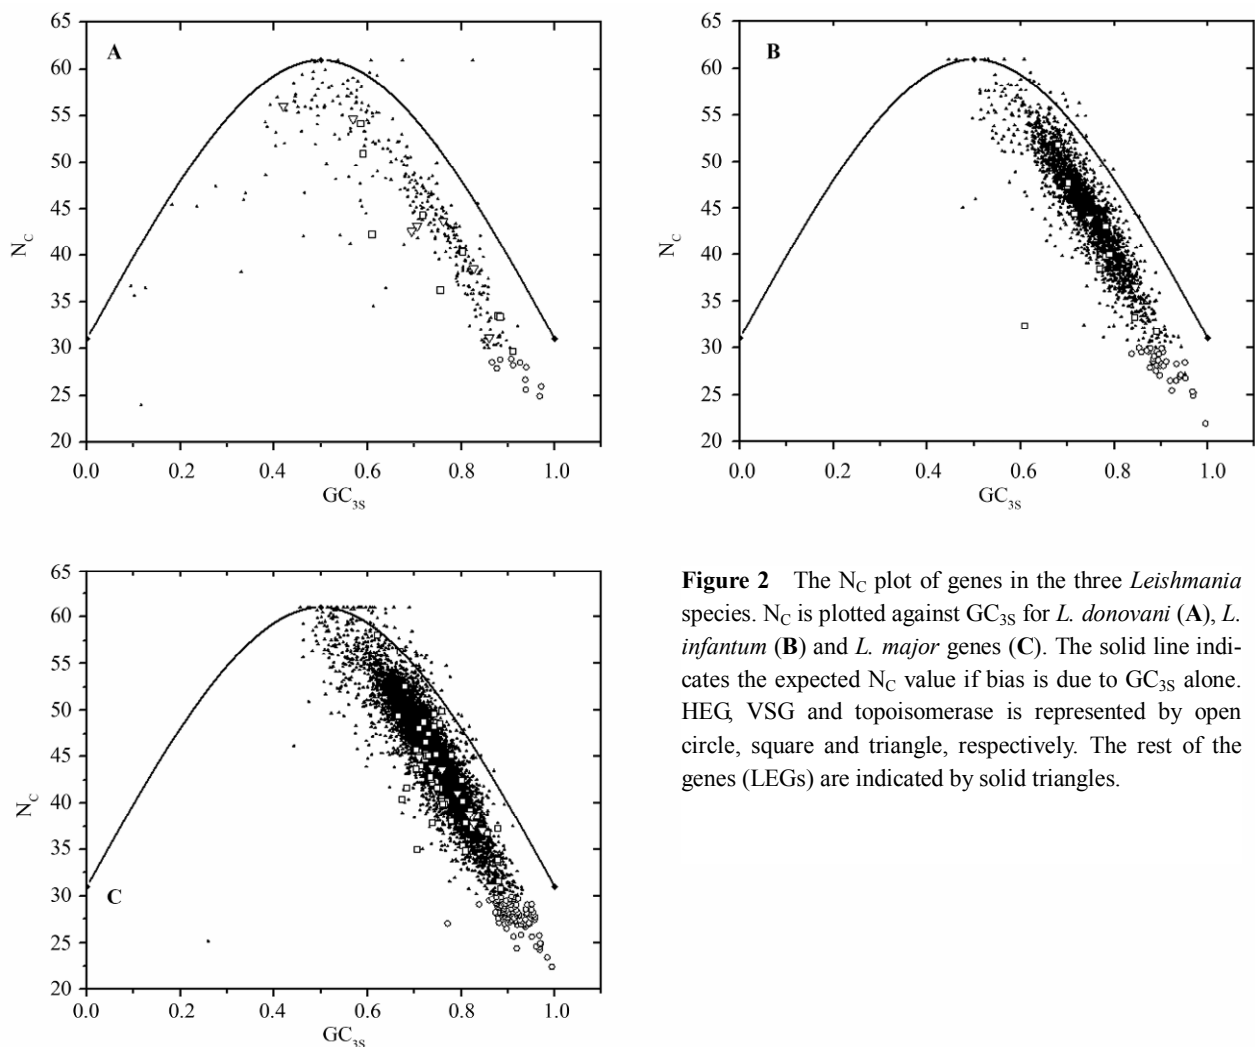 A
65
60
55
50
45
40
35
30
25
20
N_C
0.0 0.2 0.4 0.6 0.8 1.0
GC_3S
B
65
60
55
50
45
40
35
30
25
20
N_C
0.0 0.2 0.4 0.6 0.8 1.0
GC_3S
65
60
55
50
45
40
35
30
25
20
C
N_C
0.0 0.2 0.4 0.6 0.8 1.0
GC_3S
Figure 2 The N_C plot of genes in the three Leishmania
species. N_C is plotted against GC_3S for L. donovani (A), L.
infantum (B) and L. major genes (C). The solid line indi-
cates the expected N_C value if bias is due to GC_3S alone.
HEG, VSG and topoisomerase is represented by open
circle, square and triangle, respectively. The rest of the
genes (LEGs) are indicated by solid triangles.